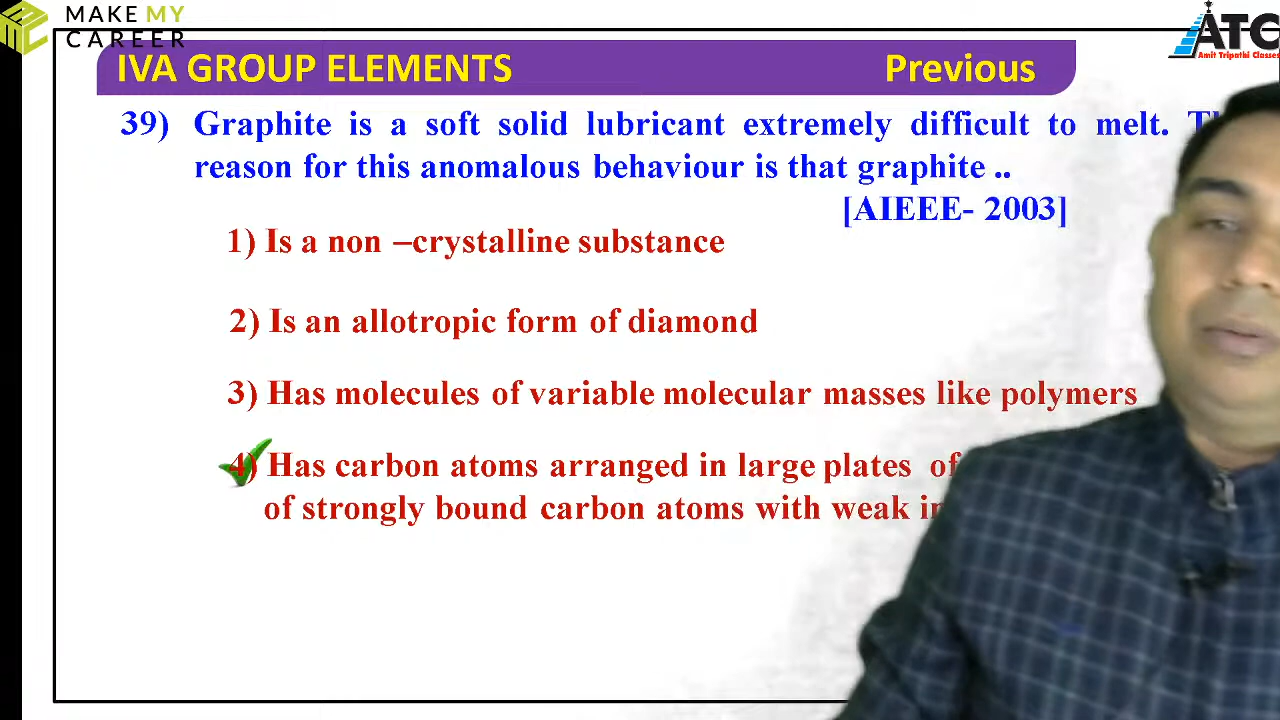 MAKE MY
CAREER
ATC
Amit Tripathi Classes
IVA GROUP ELEMENTS Previous
39) Graphite is a soft solid lubricant extremely difficult to melt.
reason for this anomalous behaviour is that graphite ..
[AIEEE- 2003]
1) Is a non –crystalline substance
2) Is an allotropic form of diamond
3) Has molecules of variable molecular masses like polymers
4) Has carbon atoms arranged in large plates of
of strongly bound carbon atoms with weak